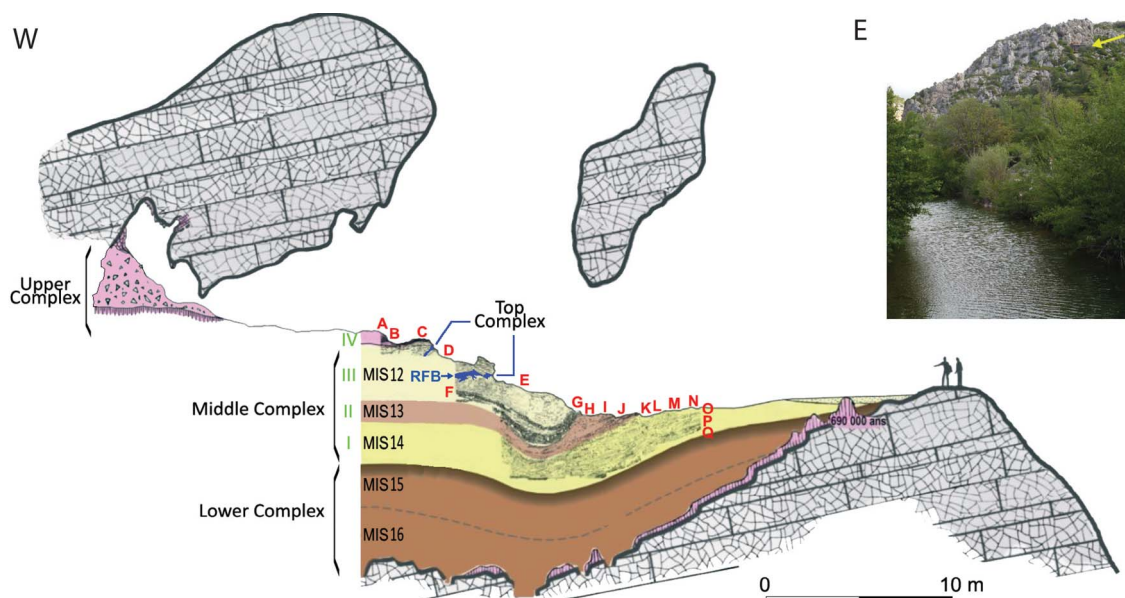 W
E
Upper
Complex
Top
Complex
A
B
C
D
IV
III
MIS12
RFB
E
F
Middle Complex
II
MIS13
G
H
I
J
K
L
M
N
O
P
Q
690 000 ans
I
MIS14
MIS15
Lower Complex
MIS16
0
10 m